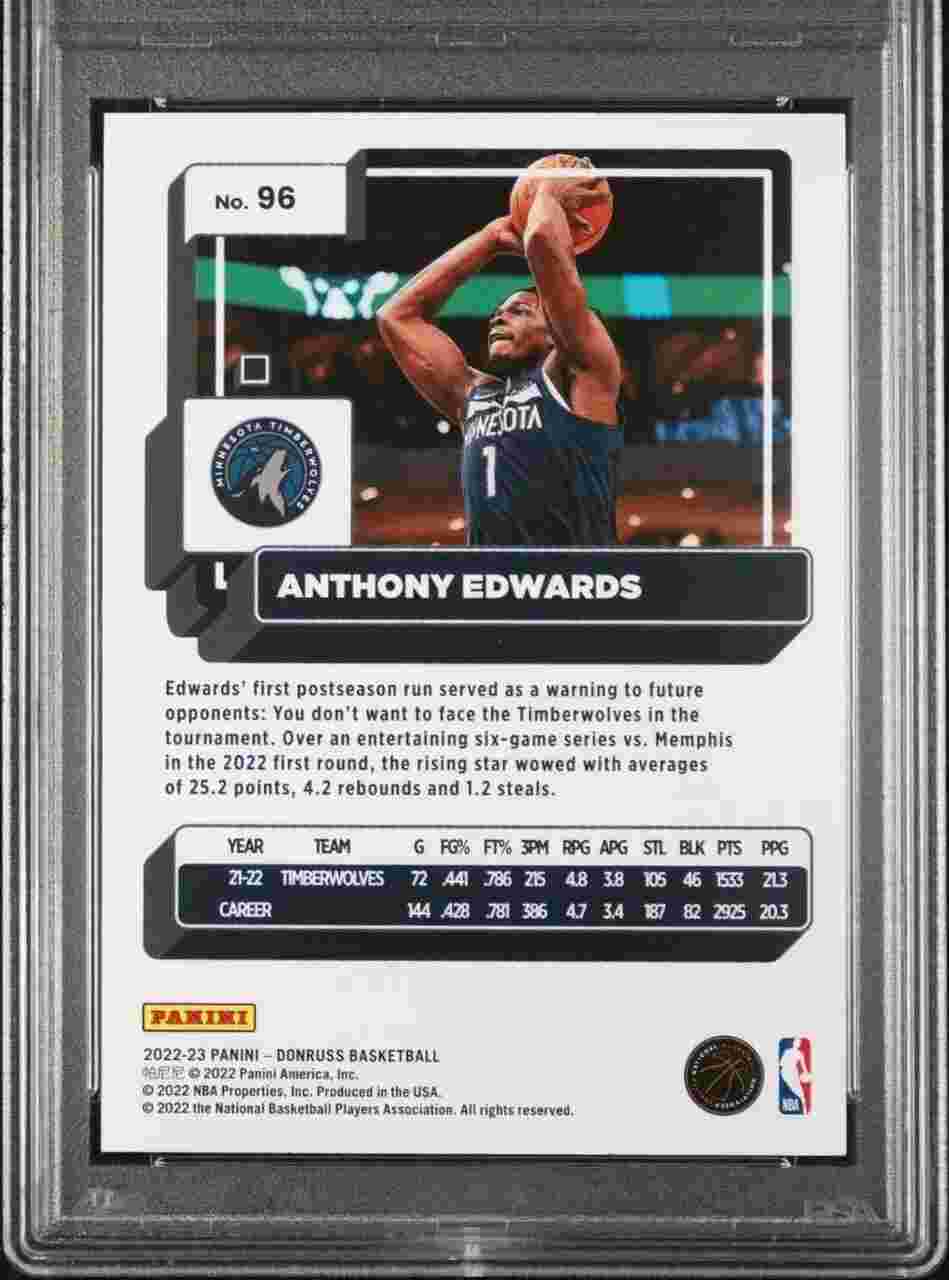 No. 96
MINNESOTA
1
MINNESOTA TIMBERWOLVES
ANTHONY EDWARDS
Edwards' first postseason run served as a warning to future
opponents: You don't want to face the Timberwolves in the
tournament. Over an entertaining six-game series vs. Memphis
in the 2022 first round, the rising star wowed with averages
of 25.2 points, 4.2 rebounds and 1.2 steals.
YEAR TEAM G FG% FT% 3PM RPG APG STL BLK PTS PPG
21-22 TIMBERWOLVES 72 .441 .786 215 4.8 3.8 105 46 1533 21.3
CAREER 144 .428 .781 386 4.7 3.4 187 82 2925 20.3
PANINI
2022-23 PANINI – DONRUSS BASKETBALL
帕尼尼 © 2022 Panini America, Inc.
© 2022 NBA Properties, Inc. Produced in the USA.
© 2022 the National Basketball Players Association. All rights reserved.
NBA
PSA